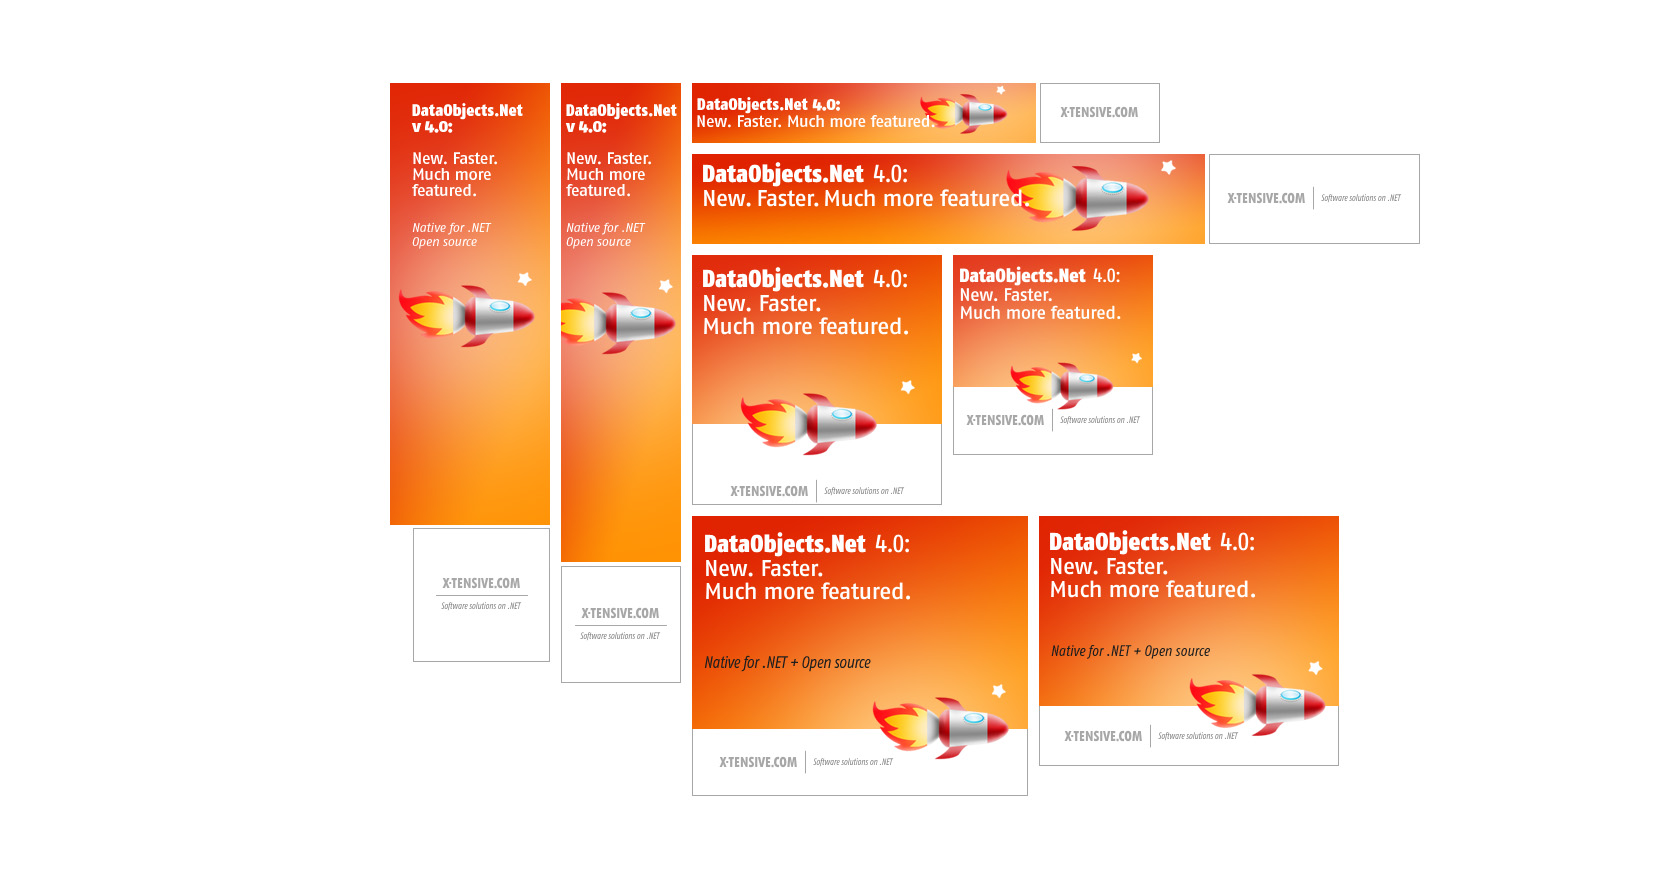 DataObjects.Net
v 4.0:
New. Faster.
Much more
featured.
Native for .NET
Open source
X-TENSIVE.COM
Software solutions on .NET
DataObjects.Net
v 4.0:
New. Faster.
Much more
featured.
Native for .NET
Open source
X-TENSIVE.COM
Software solutions on .NET
DataObjects.Net 4.0:
New. Faster. Much more featured.
X-TENSIVE.COM
DataObjects.Net 4.0:
New. Faster. Much more featured.
X-TENSIVE.COM Software solutions on .NET
DataObjects.Net 4.0:
New. Faster.
Much more featured.
X-TENSIVE.COM Software solutions on .NET
DataObjects.Net 4.0:
New. Faster.
Much more featured.
X-TENSIVE.COM Software solutions on .NET
DataObjects.Net 4.0:
New. Faster.
Much more featured.
Native for .NET + Open source
X-TENSIVE.COM Software solutions on .NET
DataObjects.Net 4.0:
New. Faster.
Much more featured.
Native for .NET + Open source
X-TENSIVE.COM Software solutions on .NET